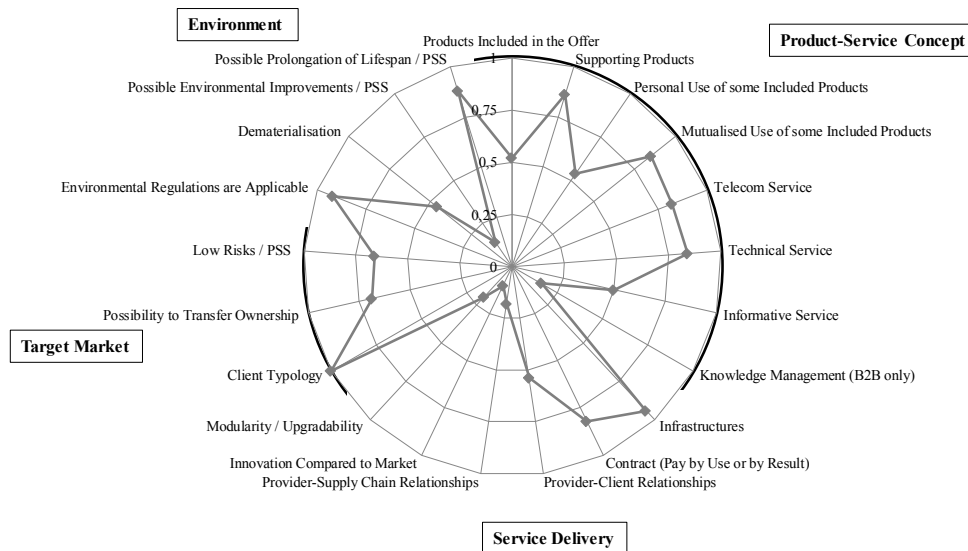 Environment
Product-Service Concept
Products Included in the Offer
Possible Prolongation of Lifespan / PSS
Supporting Products
Possible Environmental Improvements / PSS
Personal Use of some Included Products
Dematerialisation
Mutualised Use of some Included Products
Environmental Regulations are Applicable
Telecom Service
Low Risks / PSS
Technical Service
Possibility to Transfer Ownership
Informative Service
Target Market
Client Typology
Knowledge Management (B2B only)
Modularity / Upgradability
Infrastructures
Innovation Compared to Market
Contract (Pay by Use or by Result)
Provider-Supply Chain Relationships
Provider-Client Relationships
Service Delivery
1
0,75
0,5
0,25
0